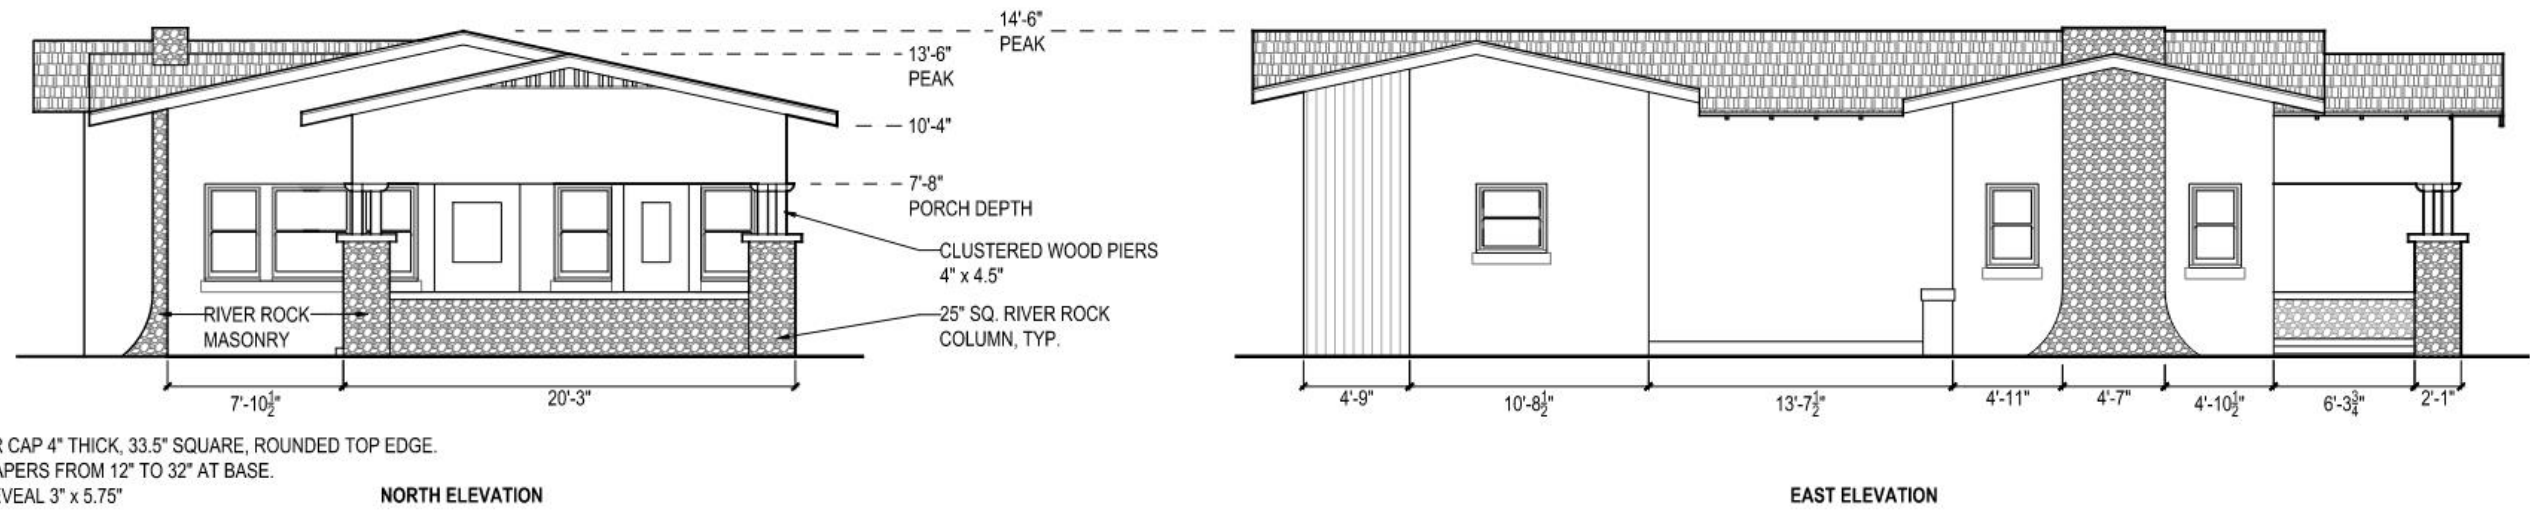 14'-6"
PEAK
13'-6"
PEAK
10'-4"
7'-8"
PORCH DEPTH
CLUSTERED WOOD PIERS
4" x 4.5"
RIVER ROCK
MASONRY
25" SQ. RIVER ROCK
COLUMN, TYP.
7'-10½"
20'-3"
4'-9"
10'-8½"
13'-7½"
4'-11"
4'-7"
4'-10½"
6'-3¾"
2'-1"
R CAP 4" THICK, 33.5" SQUARE, ROUNDED TOP EDGE.
APERS FROM 12" TO 32" AT BASE.
EVEAL 3" x 5.75"
NORTH ELEVATION
EAST ELEVATION